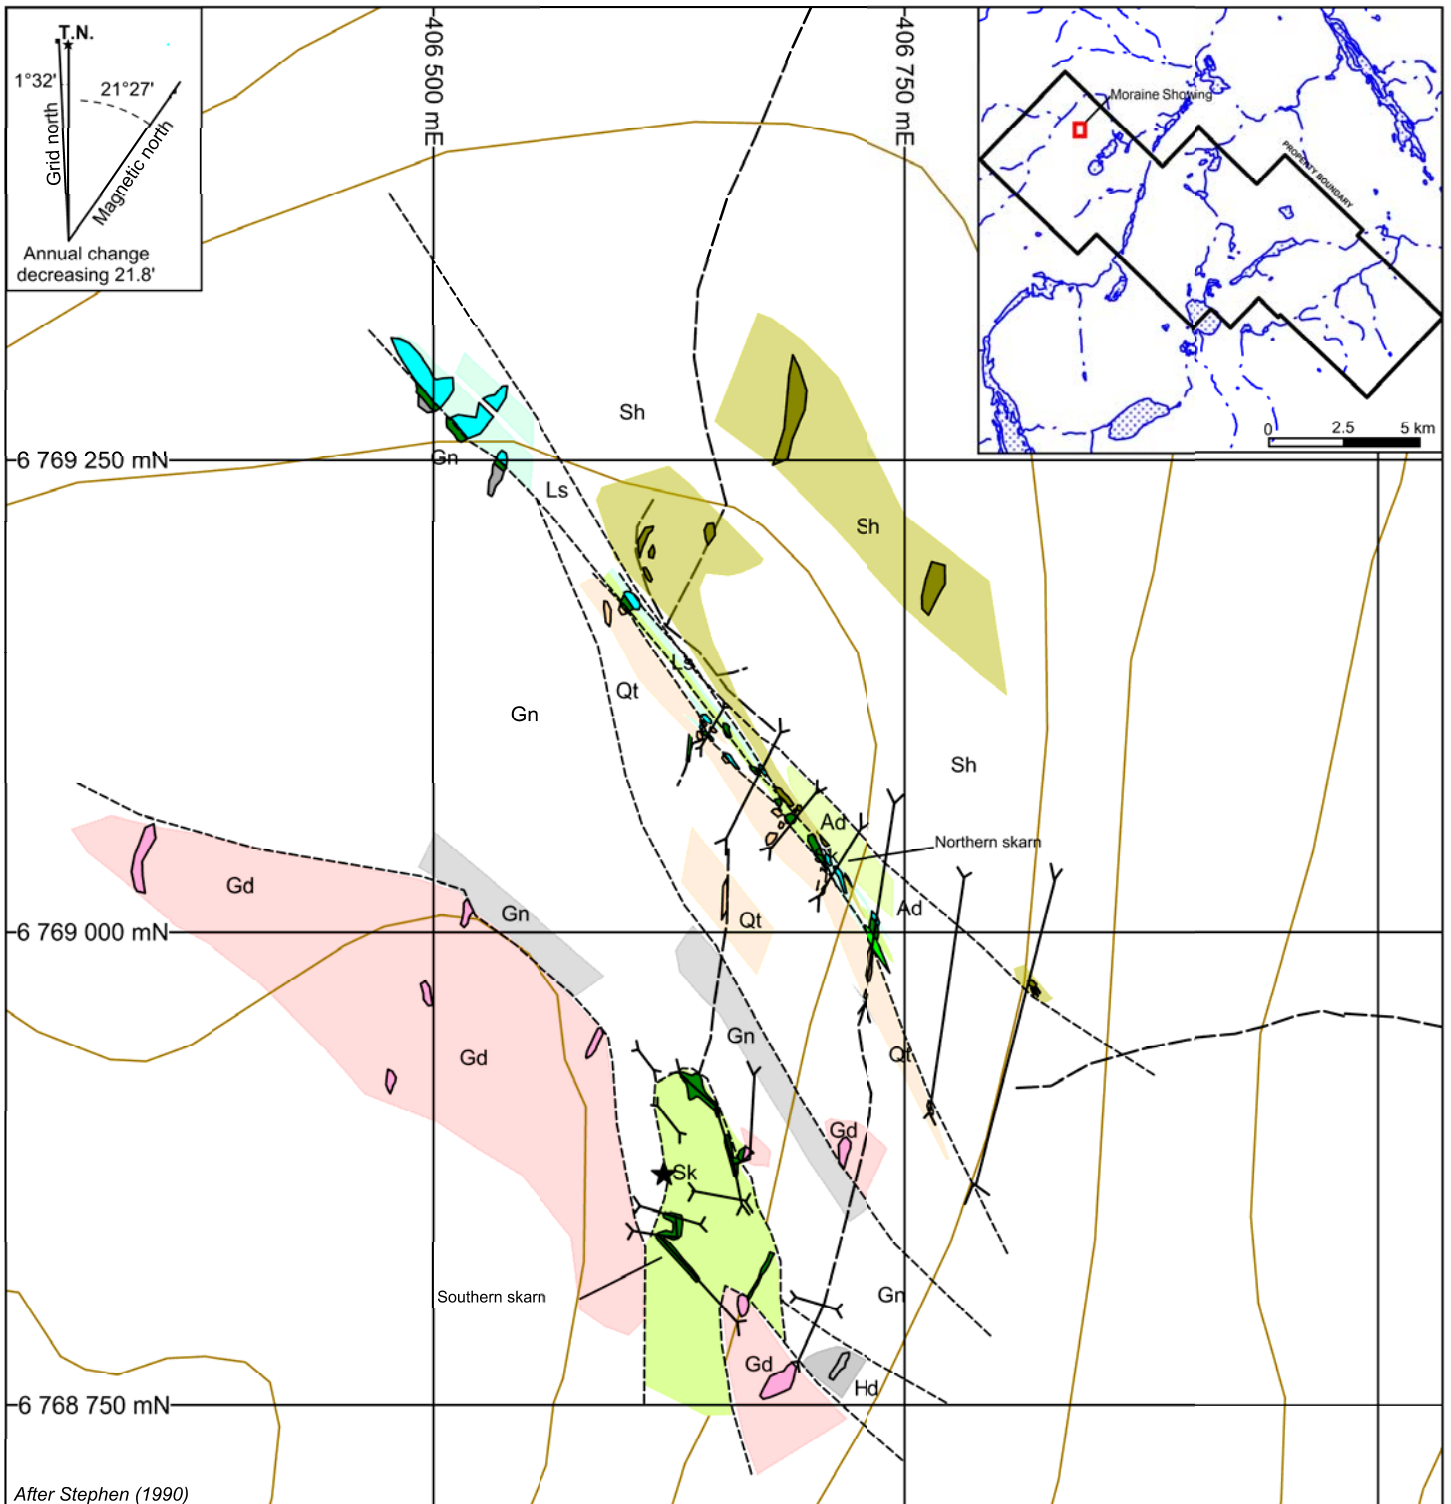 T.N.
1°32'
21°27'
Grid north
Magnetic north
Annual change
decreasing 21.8'
406 500 mE
406 750 mE
Moraine Showing
PROPERTY BOUNDARY
0 2.5 5 km
Sh
6 769 250 mN
Gn
Ls
Sh
Ls
Qt
Gn
Sh
Ad
Northern skarn
Gd
Gn
Qt
Ad
6 769 000 mN
Gn
Gd
Qt
Gd
Sk
Southern skarn
Gn
Gd
Hd
6 768 750 mN
After Stephen (1990)